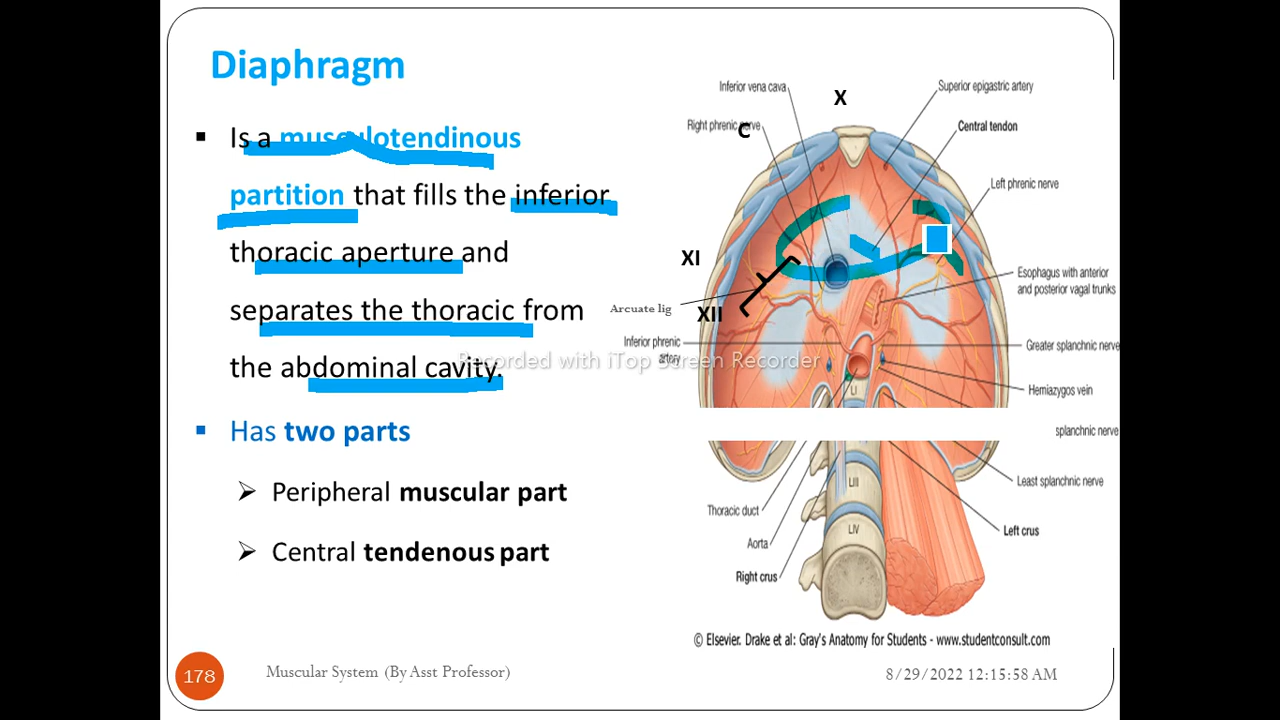 Diaphragm
▪ Is a musculotendinous
partition that fills the inferior
thoracic aperture and
separates the thoracic from
the abdominal cavity.
▪ Has two parts
➢ Peripheral muscular part
➢ Central tendenous part
Inferior vena cava
X
Superior epigastric artery
Right phrenic nerve
C
Central tendon
Left phrenic nerve
XI
Esophagus with anterior
and posterior vagal trunks
Arcuate lig
XII
Inferior phrenic
artery
Greater splanchnic nerve
Recorded with iTop Screen Recorder
Hemiazygos vein
LI
splanchnic nerve
Least splanchnic nerve
LIII
Thoracic duct
LIV
Left crus
Aorta
Right crus
© Elsevier. Drake et al: Gray's Anatomy for Students - www.studentconsult.com
178
Muscular System (By Asst Professor)
8/29/2022 12:15:58 AM